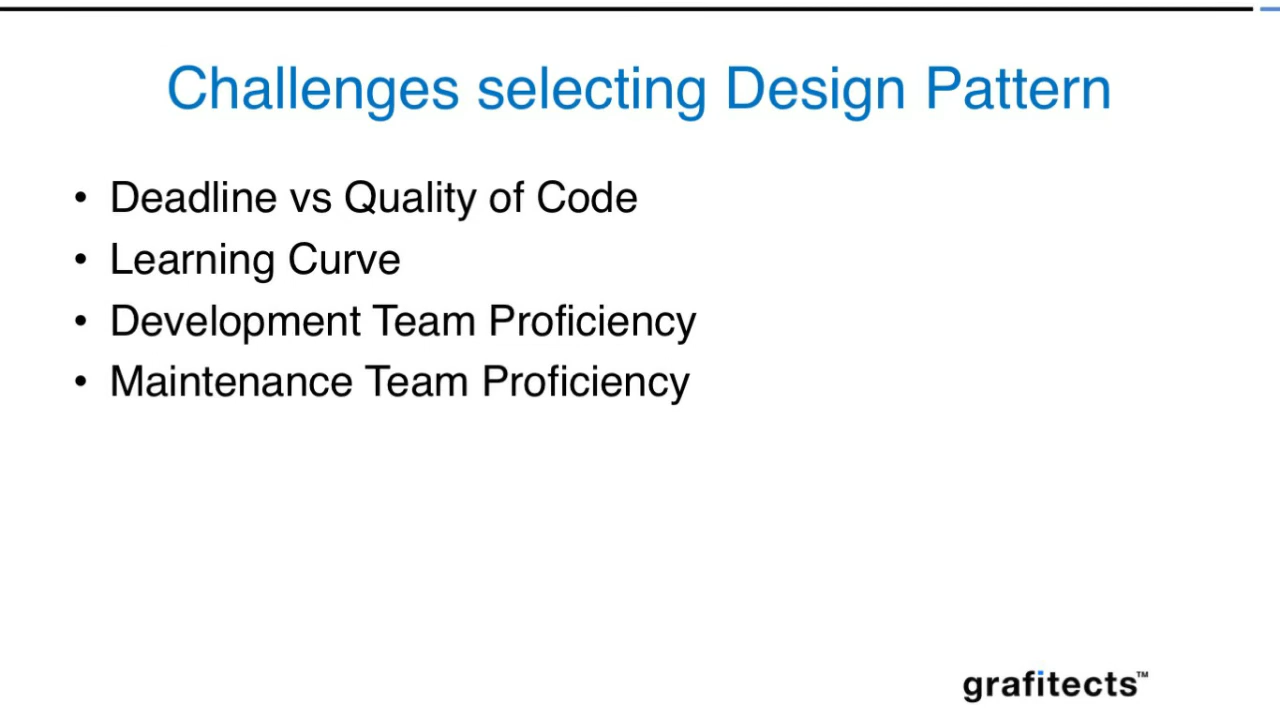 Challenges selecting Design Pattern
• Deadline vs Quality of Code
• Learning Curve
• Development Team Proficiency
• Maintenance Team Proficiency
grafitects™